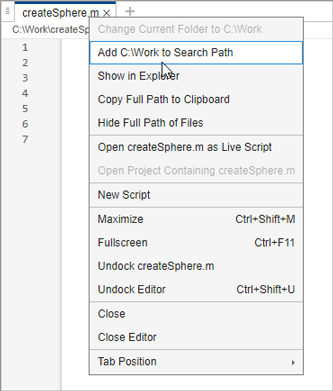 createSphere.m
C:\Work\createSp
Change Current Folder to C:\Work
Add C:\Work to Search Path
Show in Explorer
Copy Full Path to Clipboard
Hide Full Path of Files
Open createSphere.m as Live Script
Open Project Containing createSphere.m
New Script
Maximize Ctrl+Shift+M
Fullscreen Ctrl+F11
Undock createSphere.m
Undock Editor Ctrl+Shift+U
Close
Close Editor
Tab Position
1
2
3
4
5
6
7